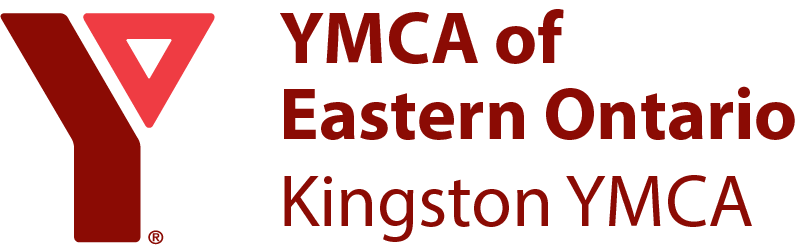 YMCA of
Eastern Ontario
Kingston YMCA
®